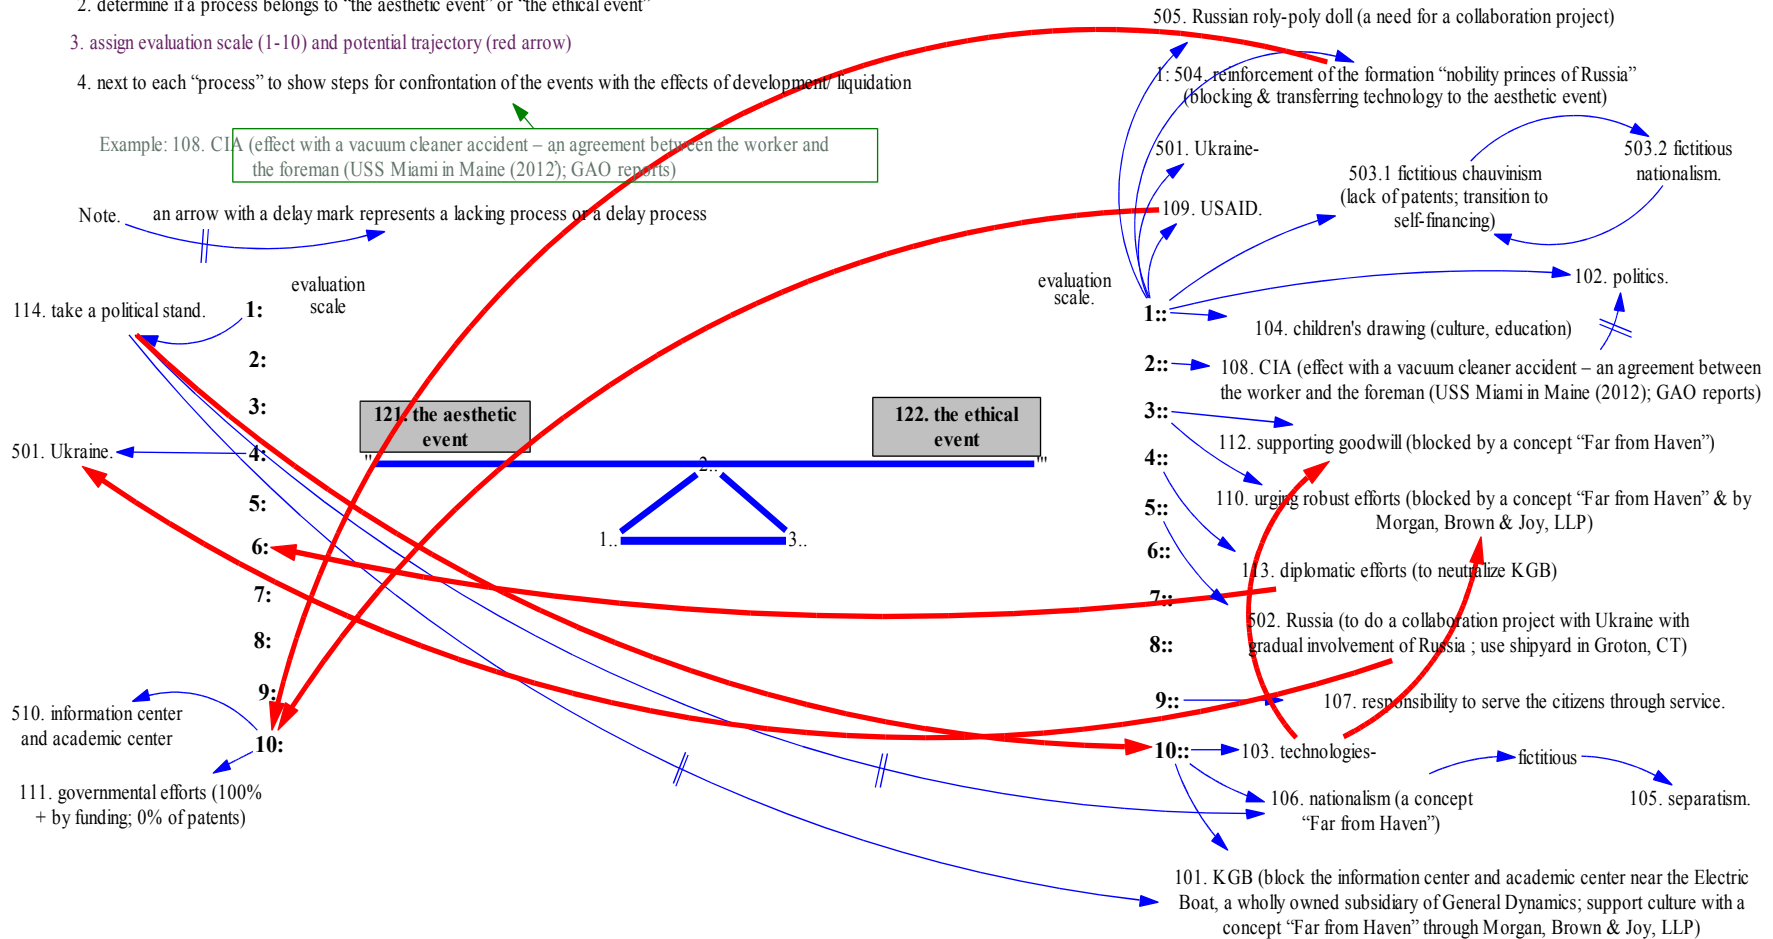 2. determine if a process belongs to “the aesthetic event” or “the ethical event”
3. assign evaluation scale (1-10) and potential trajectory (red arrow)
4. next to each “process” to show steps for confrontation of the events with the effects of development/ liquidation
Example: 108. CIA (effect with a vacuum cleaner accident – an agreement between the worker and
the foreman (USS Miami in Maine (2012); GAO reports)
Note.
an arrow with a delay mark represents a lacking process or a delay process
evaluation
scale
114. take a political stand.
1:
2:
3:
501. Ukraine.
4:
5:
6:
7:
8:
9:
510. information center
and academic center
10:
111. governmental efforts (100%
+ by funding; 0% of patents)
121. the aesthetic
event
122. the ethical
event
"
2..
'"
1..
3..
505. Russian roly-poly doll (a need for a collaboration project)
1: 504. reinforcement of the formation “nobility princes of Russia”
(blocking & transferring technology to the aesthetic event)
501. Ukraine-
503.1 fictitious chauvinism
(lack of patents; transition to
self-financing)
503.2 fictitious
nationalism.
109. USAID.
evaluation
scale.
102. politics.
1::
104. children's drawing (culture, education)
2::
108. CIA (effect with a vacuum cleaner accident – an agreement between
the worker and the foreman (USS Miami in Maine (2012); GAO reports)
3::
112. supporting goodwill (blocked by a concept “Far from Haven”)
4::
110. urging robust efforts (blocked by a concept “Far from Haven” & by
Morgan, Brown & Joy, LLP)
5::
6::
113. diplomatic efforts (to neutralize KGB)
7::
502. Russia (to do a collaboration project with Ukraine with
gradual involvement of Russia ; use shipyard in Groton, CT)
8::
9::
107. responsibility to serve the citizens through service.
10::
103. technologies-
fictitious
106. nationalism (a concept
“Far from Haven”)
105. separatism.
101. KGB (block the information center and academic center near the Electric
Boat, a wholly owned subsidiary of General Dynamics; support culture with a
concept “Far from Haven” through Morgan, Brown & Joy, LLP)